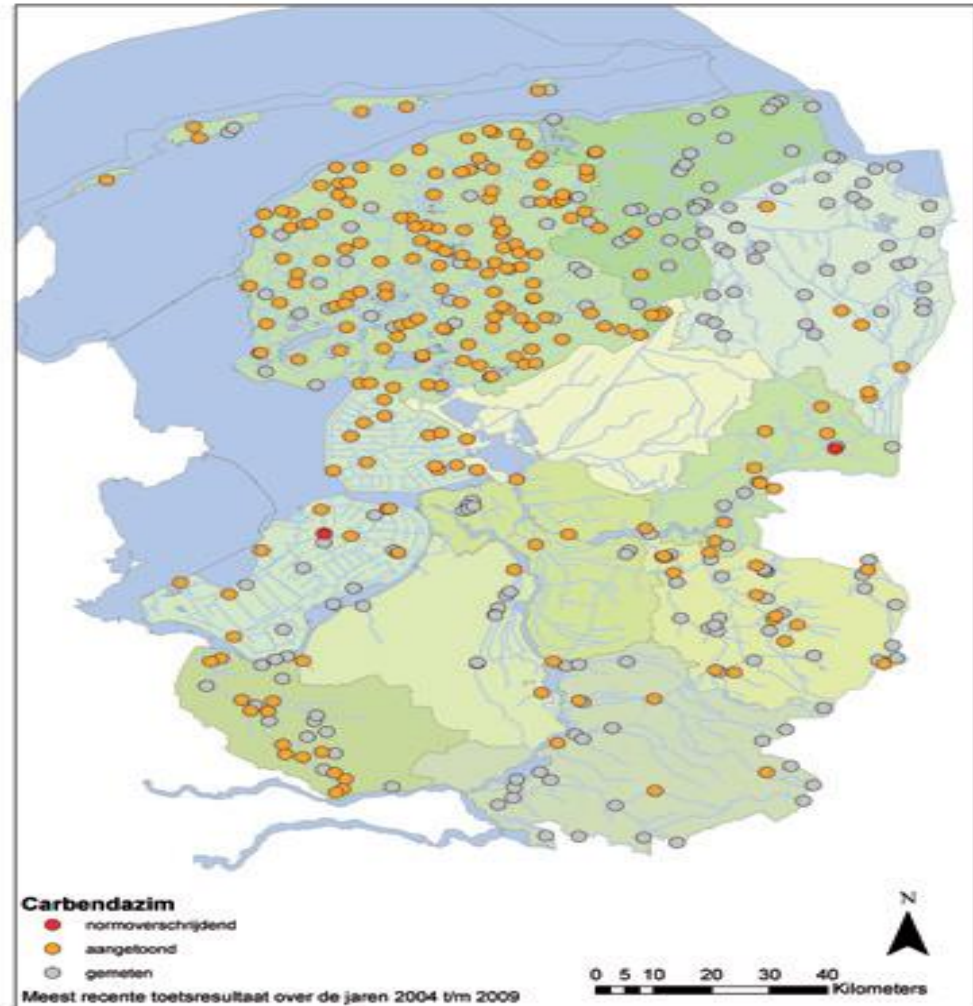 N
Carbendazim
normoverschrijdend
aangetoond
gemeten
0 5 10 20 30 40
Kilometers
Meest recente toetsresultaat over de jaren 2004 t/m 2009